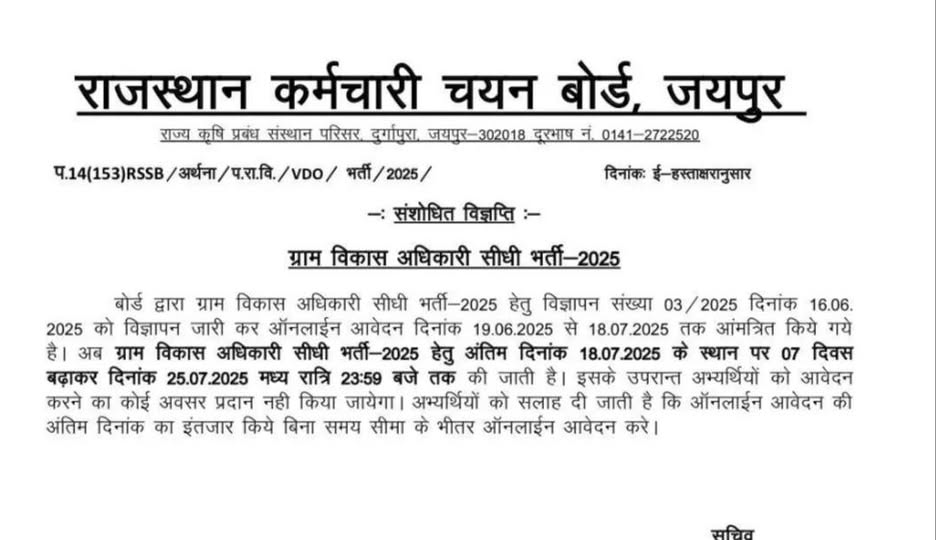 राजस्थान कर्मचारी चयन बोर्ड, जयपुर
राज्य कृषि प्रबंध संस्थान परिसर, दुर्गापुरा, जयपुर–302018 दूरभाष नं. 0141–2722520
प.14(153)RSSB/अर्थना/प.रा.वि./VDO/ भर्ती/2025/ दिनांकः ई–हस्ताक्षरानुसार
–: संशोधित विज्ञप्ति :–
ग्राम विकास अधिकारी सीधी भर्ती–2025
बोर्ड द्वारा ग्राम विकास अधिकारी सीधी भर्ती–2025 हेतु विज्ञापन संख्या 03/2025 दिनांक 16.06.
2025 को विज्ञापन जारी कर ऑनलाईन आवेदन दिनांक 19.06.2025 से 18.07.2025 तक आंमत्रित किये गये
है। अब ग्राम विकास अधिकारी सीधी भर्ती–2025 हेतु अंतिम दिनांक 18.07.2025 के स्थान पर 07 दिवस
बढ़ाकर दिनांक 25.07.2025 मध्य रात्रि 23:59 बजे तक की जाती है। इसके उपरान्त अभ्यर्थियों को आवेदन
करने का कोई अवसर प्रदान नही किया जायेगा। अभ्यर्थियों को सलाह दी जाती है कि ऑनलाईन आवेदन की
अंतिम दिनांक का इंतजार किये बिना समय सीमा के भीतर ऑनलाईन आवेदन करे।
सचिव